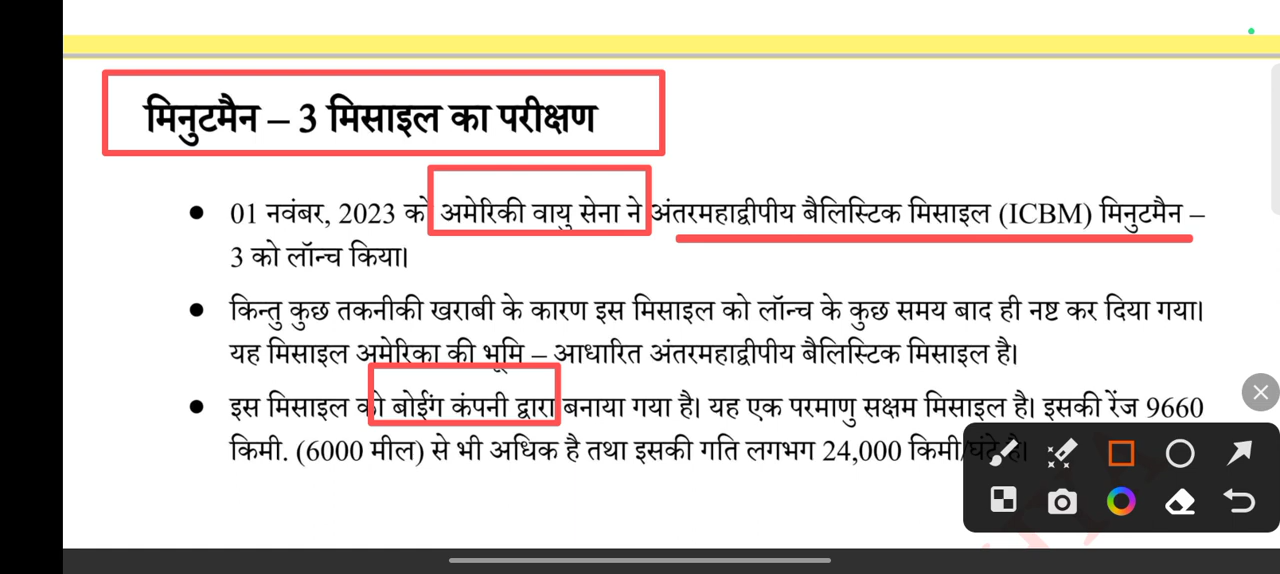 मिनुटमैन – 3 मिसाइल का परीक्षण
● 01 नवंबर, 2023 को अमेरिकी वायु सेना ने अंतरमहाद्वीपीय बैलिस्टिक मिसाइल (ICBM) मिनुटमैन –
3 को लॉन्च किया।
● किन्तु कुछ तकनीकी खराबी के कारण इस मिसाइल को लॉन्च के कुछ समय बाद ही नष्ट कर दिया गया।
यह मिसाइल अमेरिका की भूमि – आधारित अंतरमहाद्वीपीय बैलिस्टिक मिसाइल है।
● इस मिसाइल को बोईंग कंपनी द्वारा बनाया गया है। यह एक परमाणु सक्षम मिसाइल है। इसकी रेंज 9660
किमी. (6000 मील) से भी अधिक है तथा इसकी गति लगभग 24,000 किमी/घंटे है।